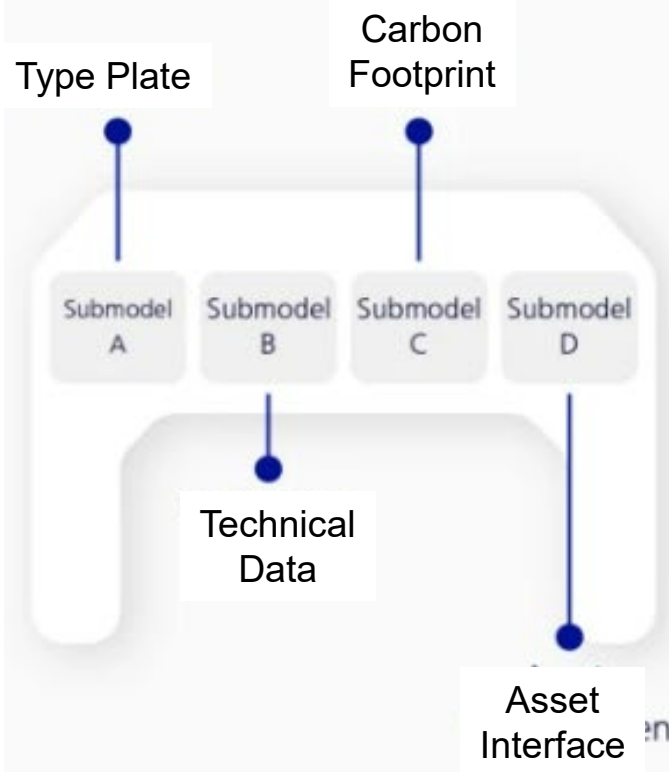 Carbon
Footprint
Type Plate
Submodel
A
Submodel
B
Submodel
C
Submodel
D
Technical
Data
Asset
Interface